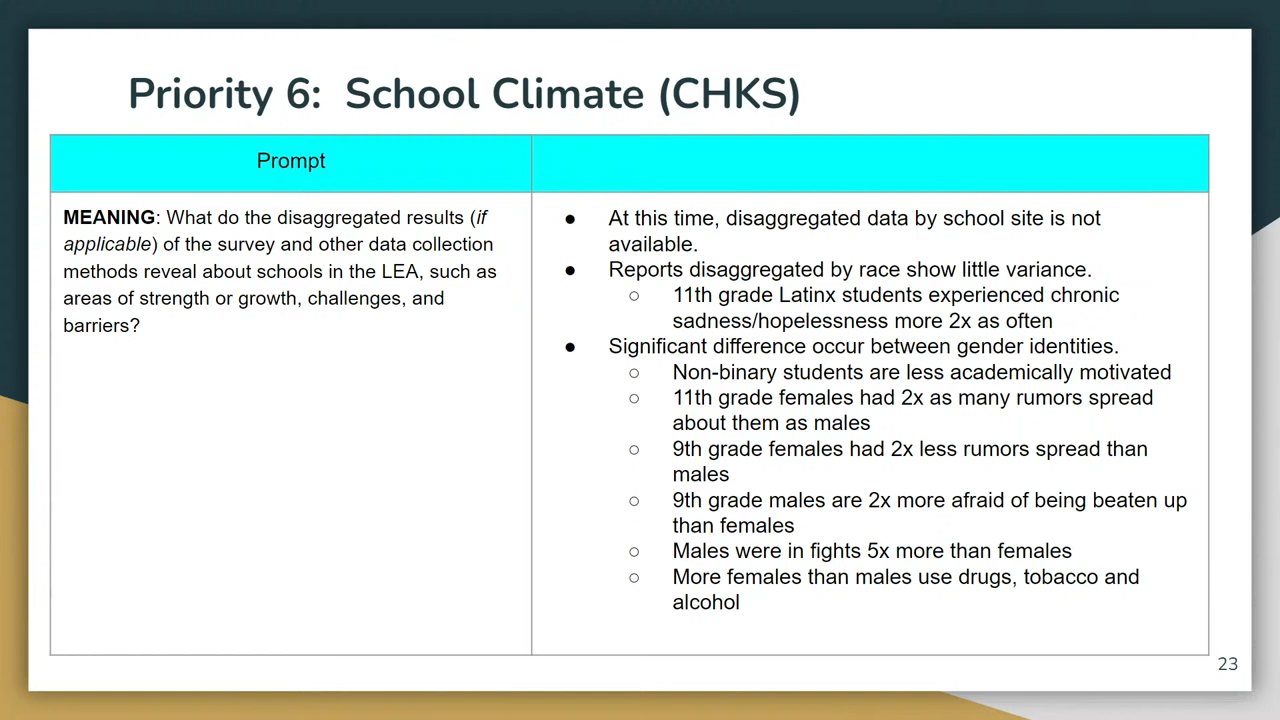 Priority 6:  School Climate (CHKS)
Prompt
MEANING: What do the disaggregated results (if
applicable) of the survey and other data collection
methods reveal about schools in the LEA, such as
areas of strength or growth, challenges, and
barriers?
● At this time, disaggregated data by school site is not
available.
● Reports disaggregated by race show little variance.
○ 11th grade Latinx students experienced chronic
sadness/hopelessness more 2x as often
● Significant difference occur between gender identities.
○ Non-binary students are less academically motivated
○ 11th grade females had 2x as many rumors spread
about them as males
○ 9th grade females had 2x less rumors spread than
males
○ 9th grade males are 2x more afraid of being beaten up
than females
○ Males were in fights 5x more than females
○ More females than males use drugs, tobacco and
alcohol
23